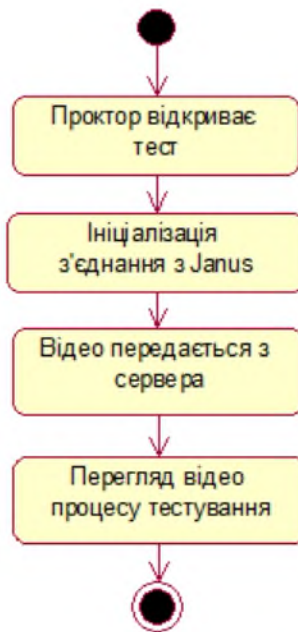 Проктор відкриває
тест
Ініціалізація
з'єднання з Janus
Відео передається з
сервера
Перегляд відео
процесу тестування